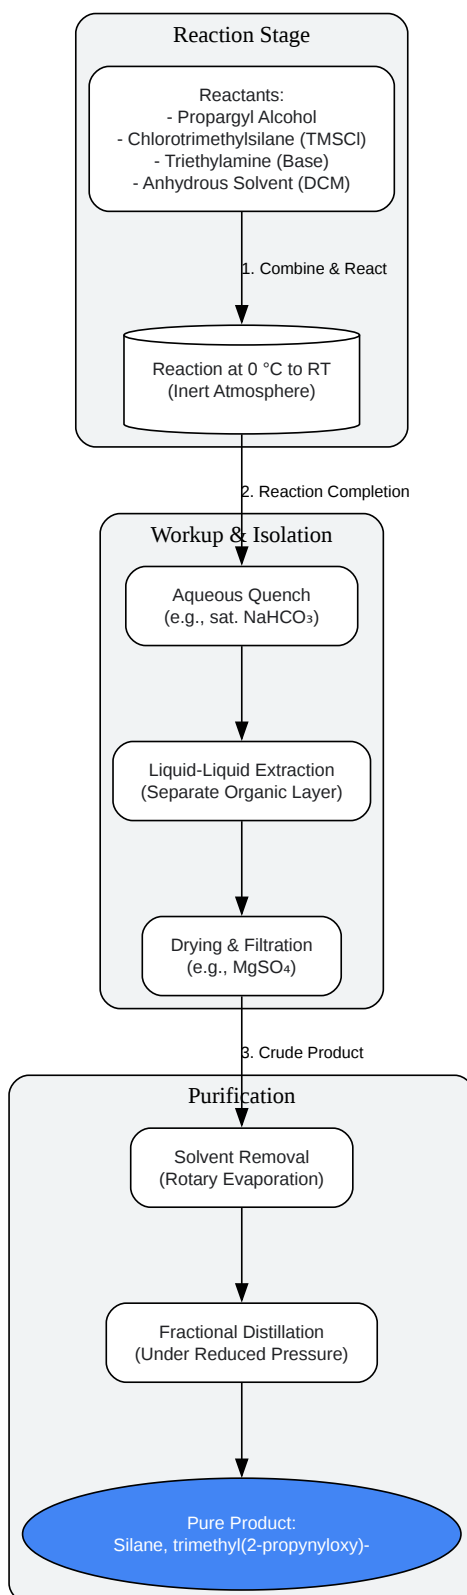 Reaction Stage
Reactants:
- Propargyl Alcohol
- Chlorotrimethylsilane (TMSCl)
- Triethylamine (Base)
- Anhydrous Solvent (DCM)
1. Combine & React
Reaction at 0 °C to RT
(Inert Atmosphere)
2. Reaction Completion
Workup & Isolation
Aqueous Quench
(e.g., sat. NaHCO₃)
Liquid-Liquid Extraction
(Separate Organic Layer)
Drying & Filtration
(e.g., MgSO₄)
3. Crude Product
Purification
Solvent Removal
(Rotary Evaporation)
Fractional Distillation
(Under Reduced Pressure)
Pure Product:
Silane, trimethyl(2-propynyloxy)-